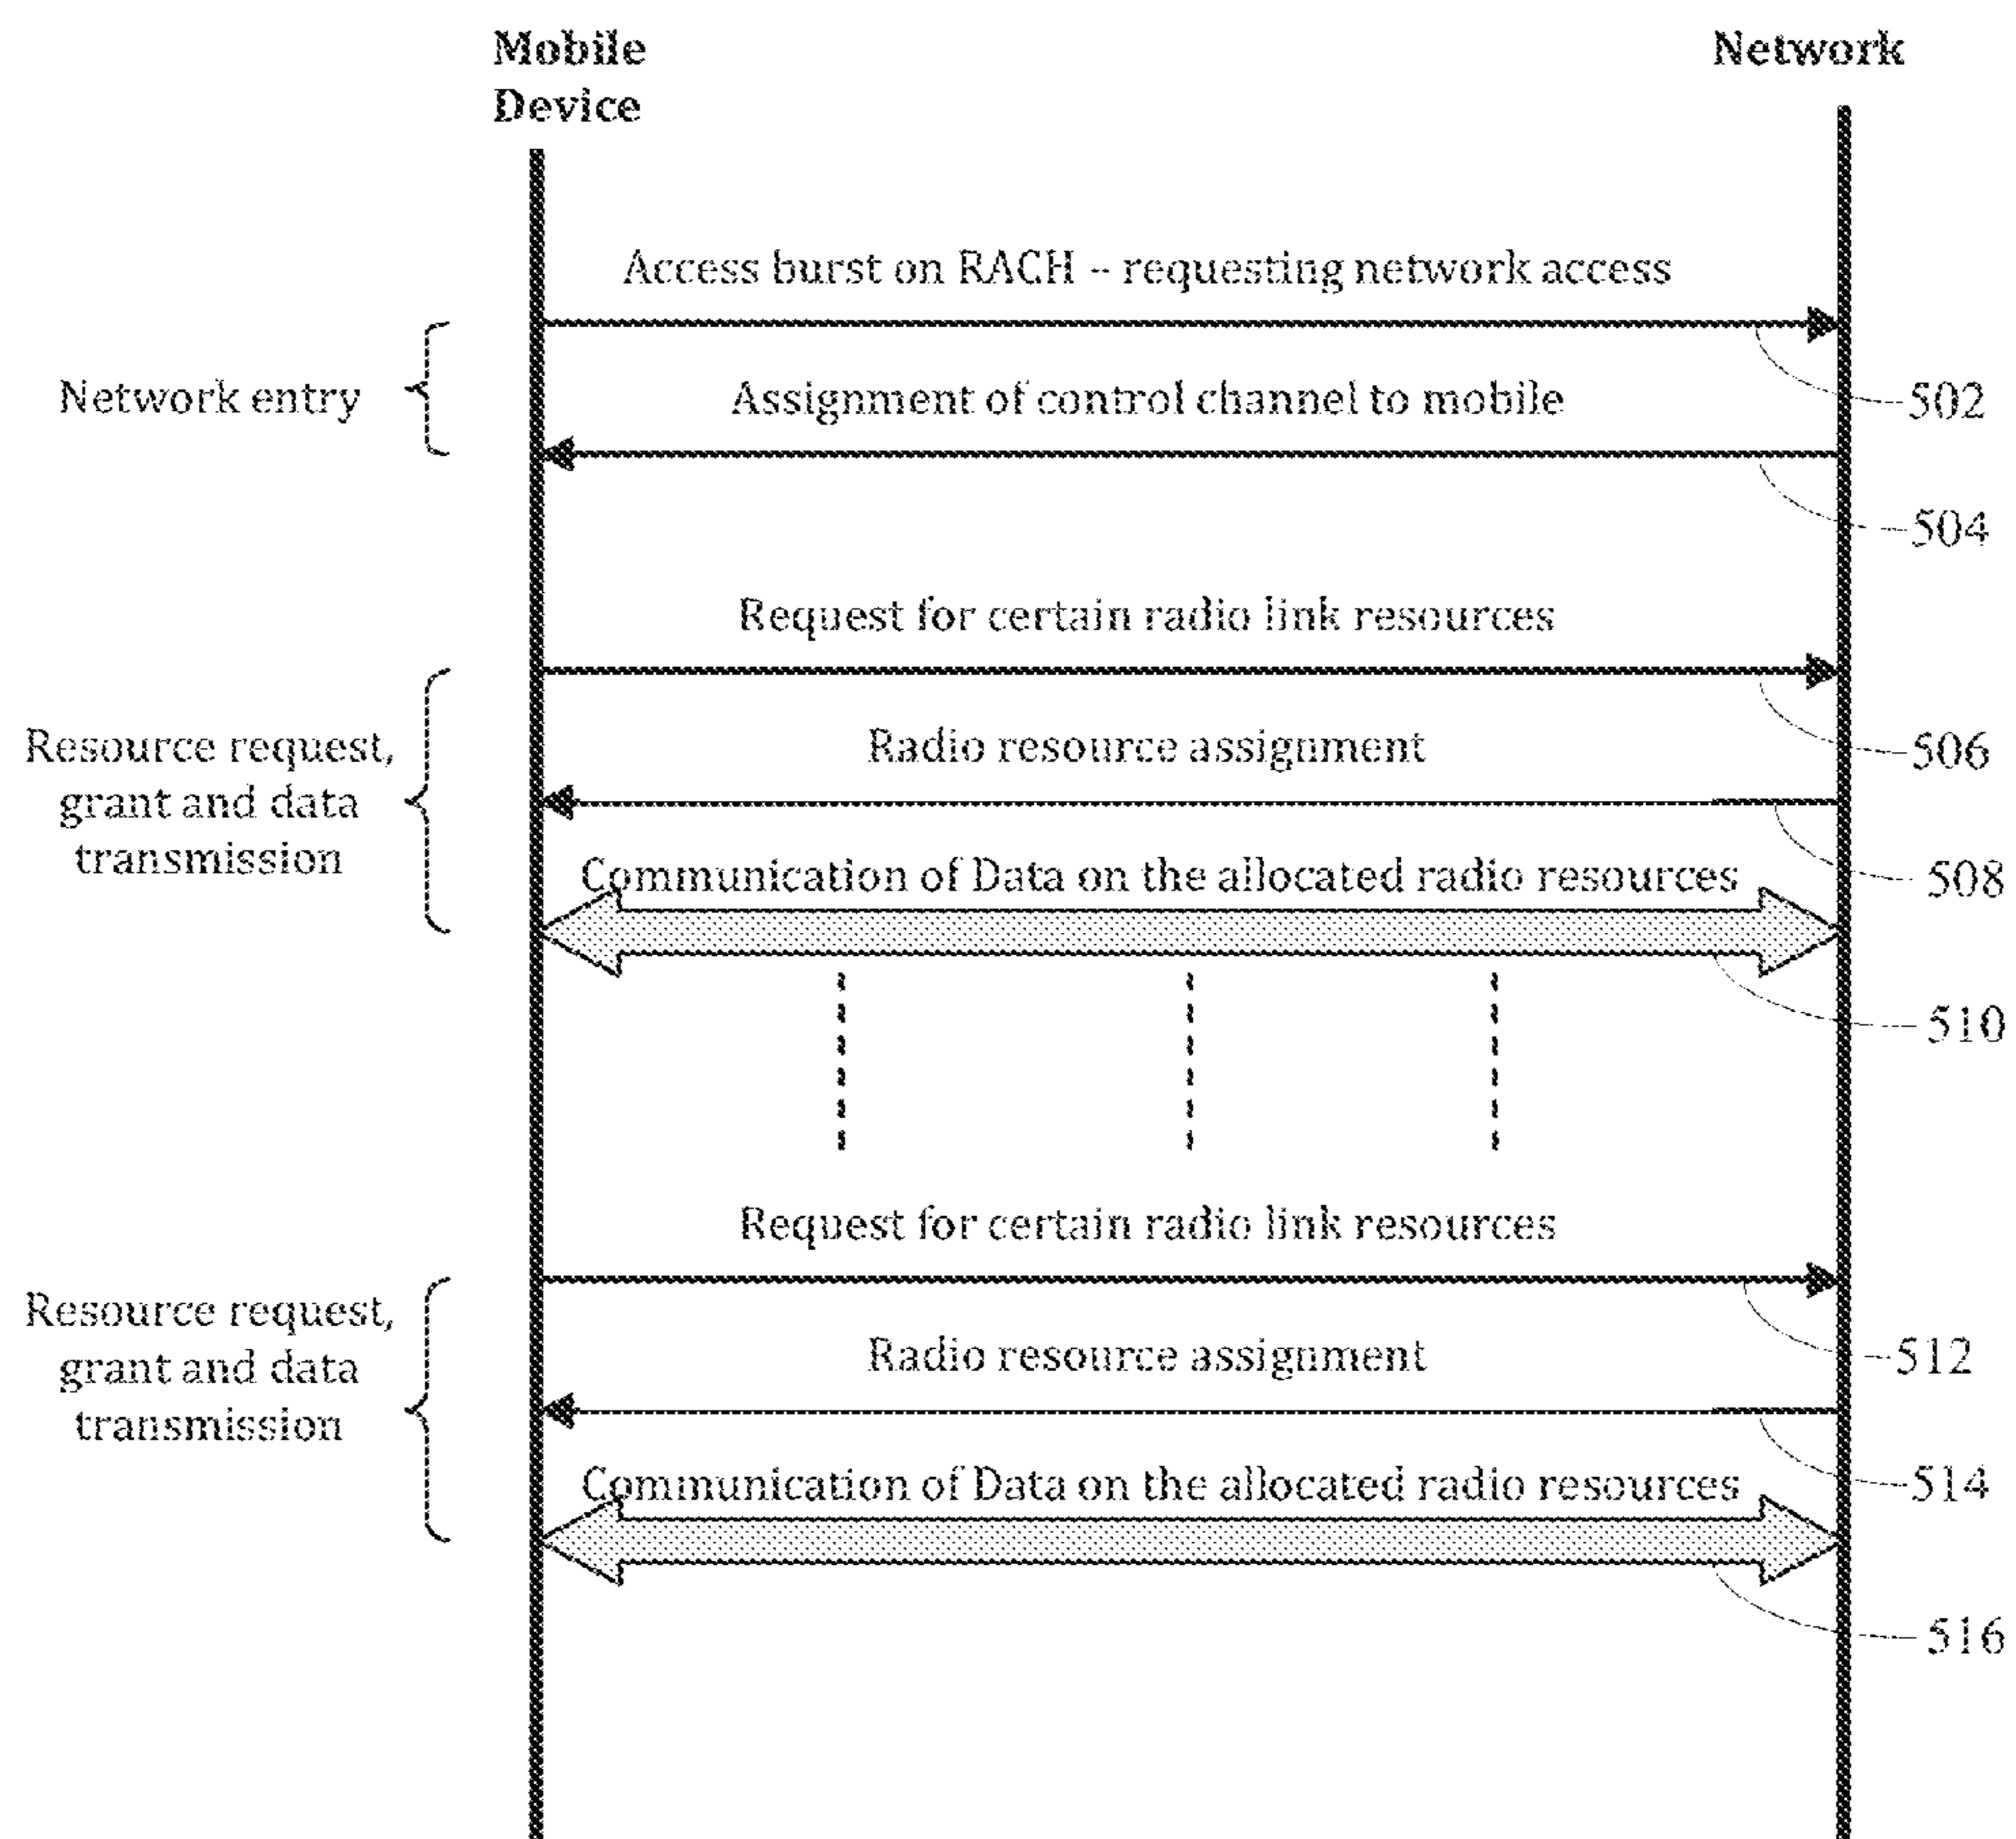 Mobile
Device
Network
Access burst on RACH -- requesting network access
Network entry
Assignment of control channel to mobile
502
504
Request for certain radio link resources
Resource request,
grant and data
transmission
Radio resource assignment
506
Communication of Data on the allocated radio resources
508
510
Request for certain radio link resources
Resource request,
grant and data
transmission
Radio resource assignment
512
Communication of Data on the allocated radio resources
514
516